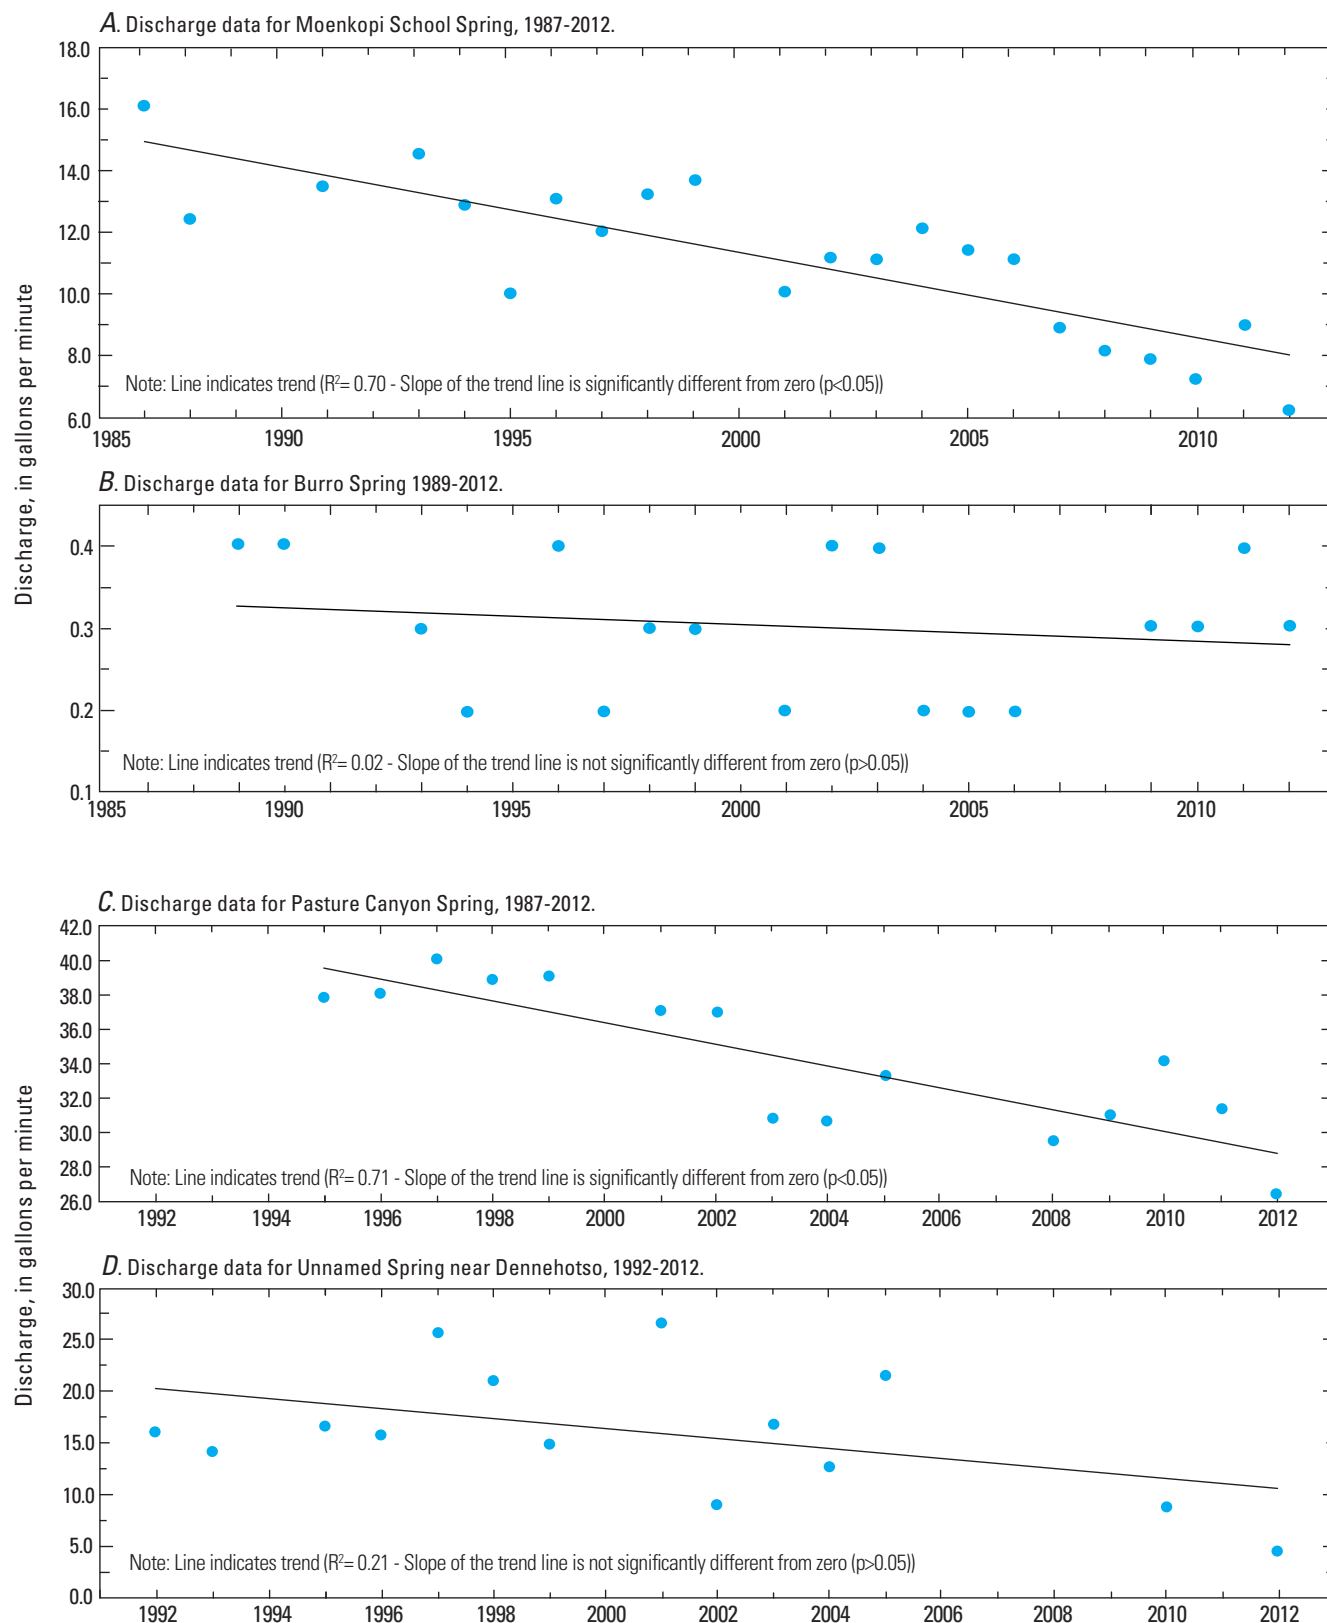 A. Discharge data for Moenkopi School Spring, 1987-2012.
18.0
16.0
14.0
12.0
10.0
8.0
6.0
Note: Line indicates trend (R²= 0.70 - Slope of the trend line is significantly different from zero (p<0.05))
1985 1990 1995 2000 2005 2010
Discharge, in gallons per minute
B. Discharge data for Burro Spring 1989-2012.
0.4
0.3
0.2
0.1
Note: Line indicates trend (R²= 0.02 - Slope of the trend line is not significantly different from zero (p>0.05))
1985 1990 1995 2000 2005 2010
C. Discharge data for Pasture Canyon Spring, 1987-2012.
42.0
40.0
38.0
36.0
34.0
32.0
30.0
28.0
26.0
Note: Line indicates trend (R²= 0.71 - Slope of the trend line is significantly different from zero (p<0.05))
1992 1994 1996 1998 2000 2002 2004 2006 2008 2010 2012
Discharge, in gallons per minute
D. Discharge data for Unnamed Spring near Dennehotso, 1992-2012.
30.0
25.0
20.0
15.0
10.0
5.0
0.0
Note: Line indicates trend (R²= 0.21 - Slope of the trend line is not significantly different from zero (p>0.05))
1992 1994 1996 1998 2000 2002 2004 2006 2008 2010 2012